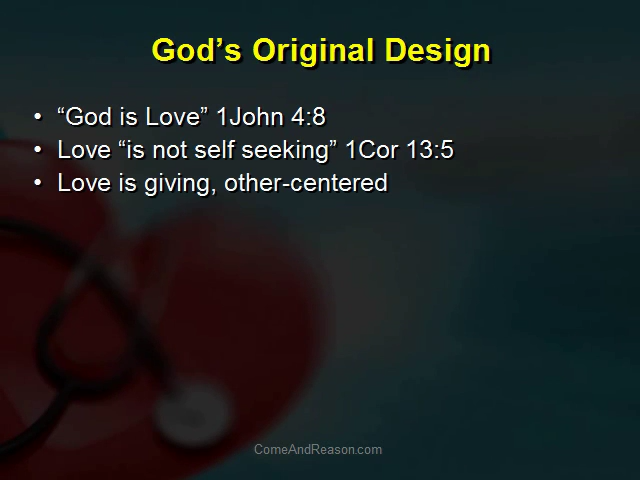 God’s Original Design
• “God is Love” 1John 4:8
• Love “is not self seeking” 1Cor 13:5
• Love is giving, other-centered
ComeAndReason.com